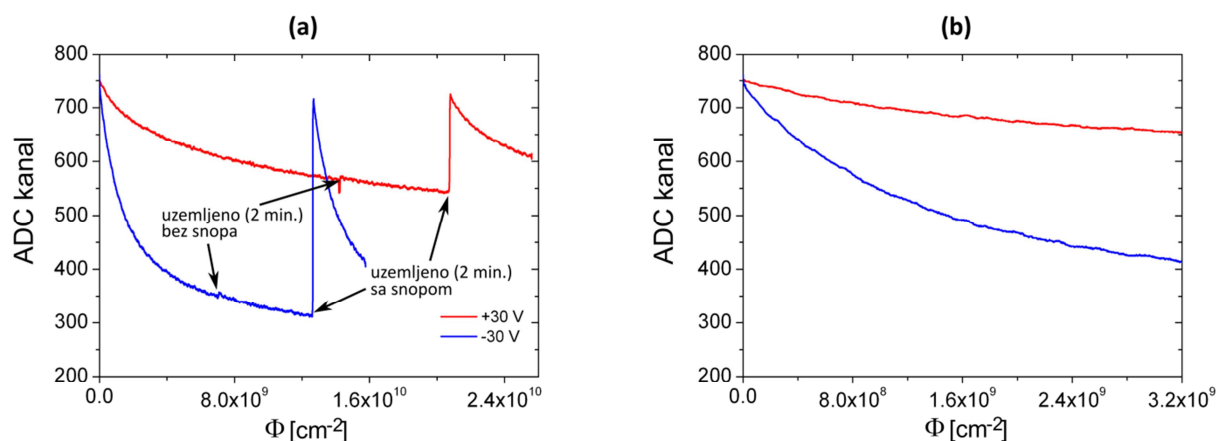 (a)
800
700
600
500
400
300
200
ADC kanal
uzemljeno (2 min.)
bez snopa
uzemljeno (2 min.)
sa snopom
+30 V
-30 V
0.0 8.0x10⁹ 1.6x10¹⁰ 2.4x10¹⁰
Φ [cm⁻²]
(b)
800
700
600
500
400
300
200
ADC kanal
0.0 8.0x10⁸ 1.6x10⁹ 2.4x10⁹ 3.2x10⁹
Φ [cm⁻²]